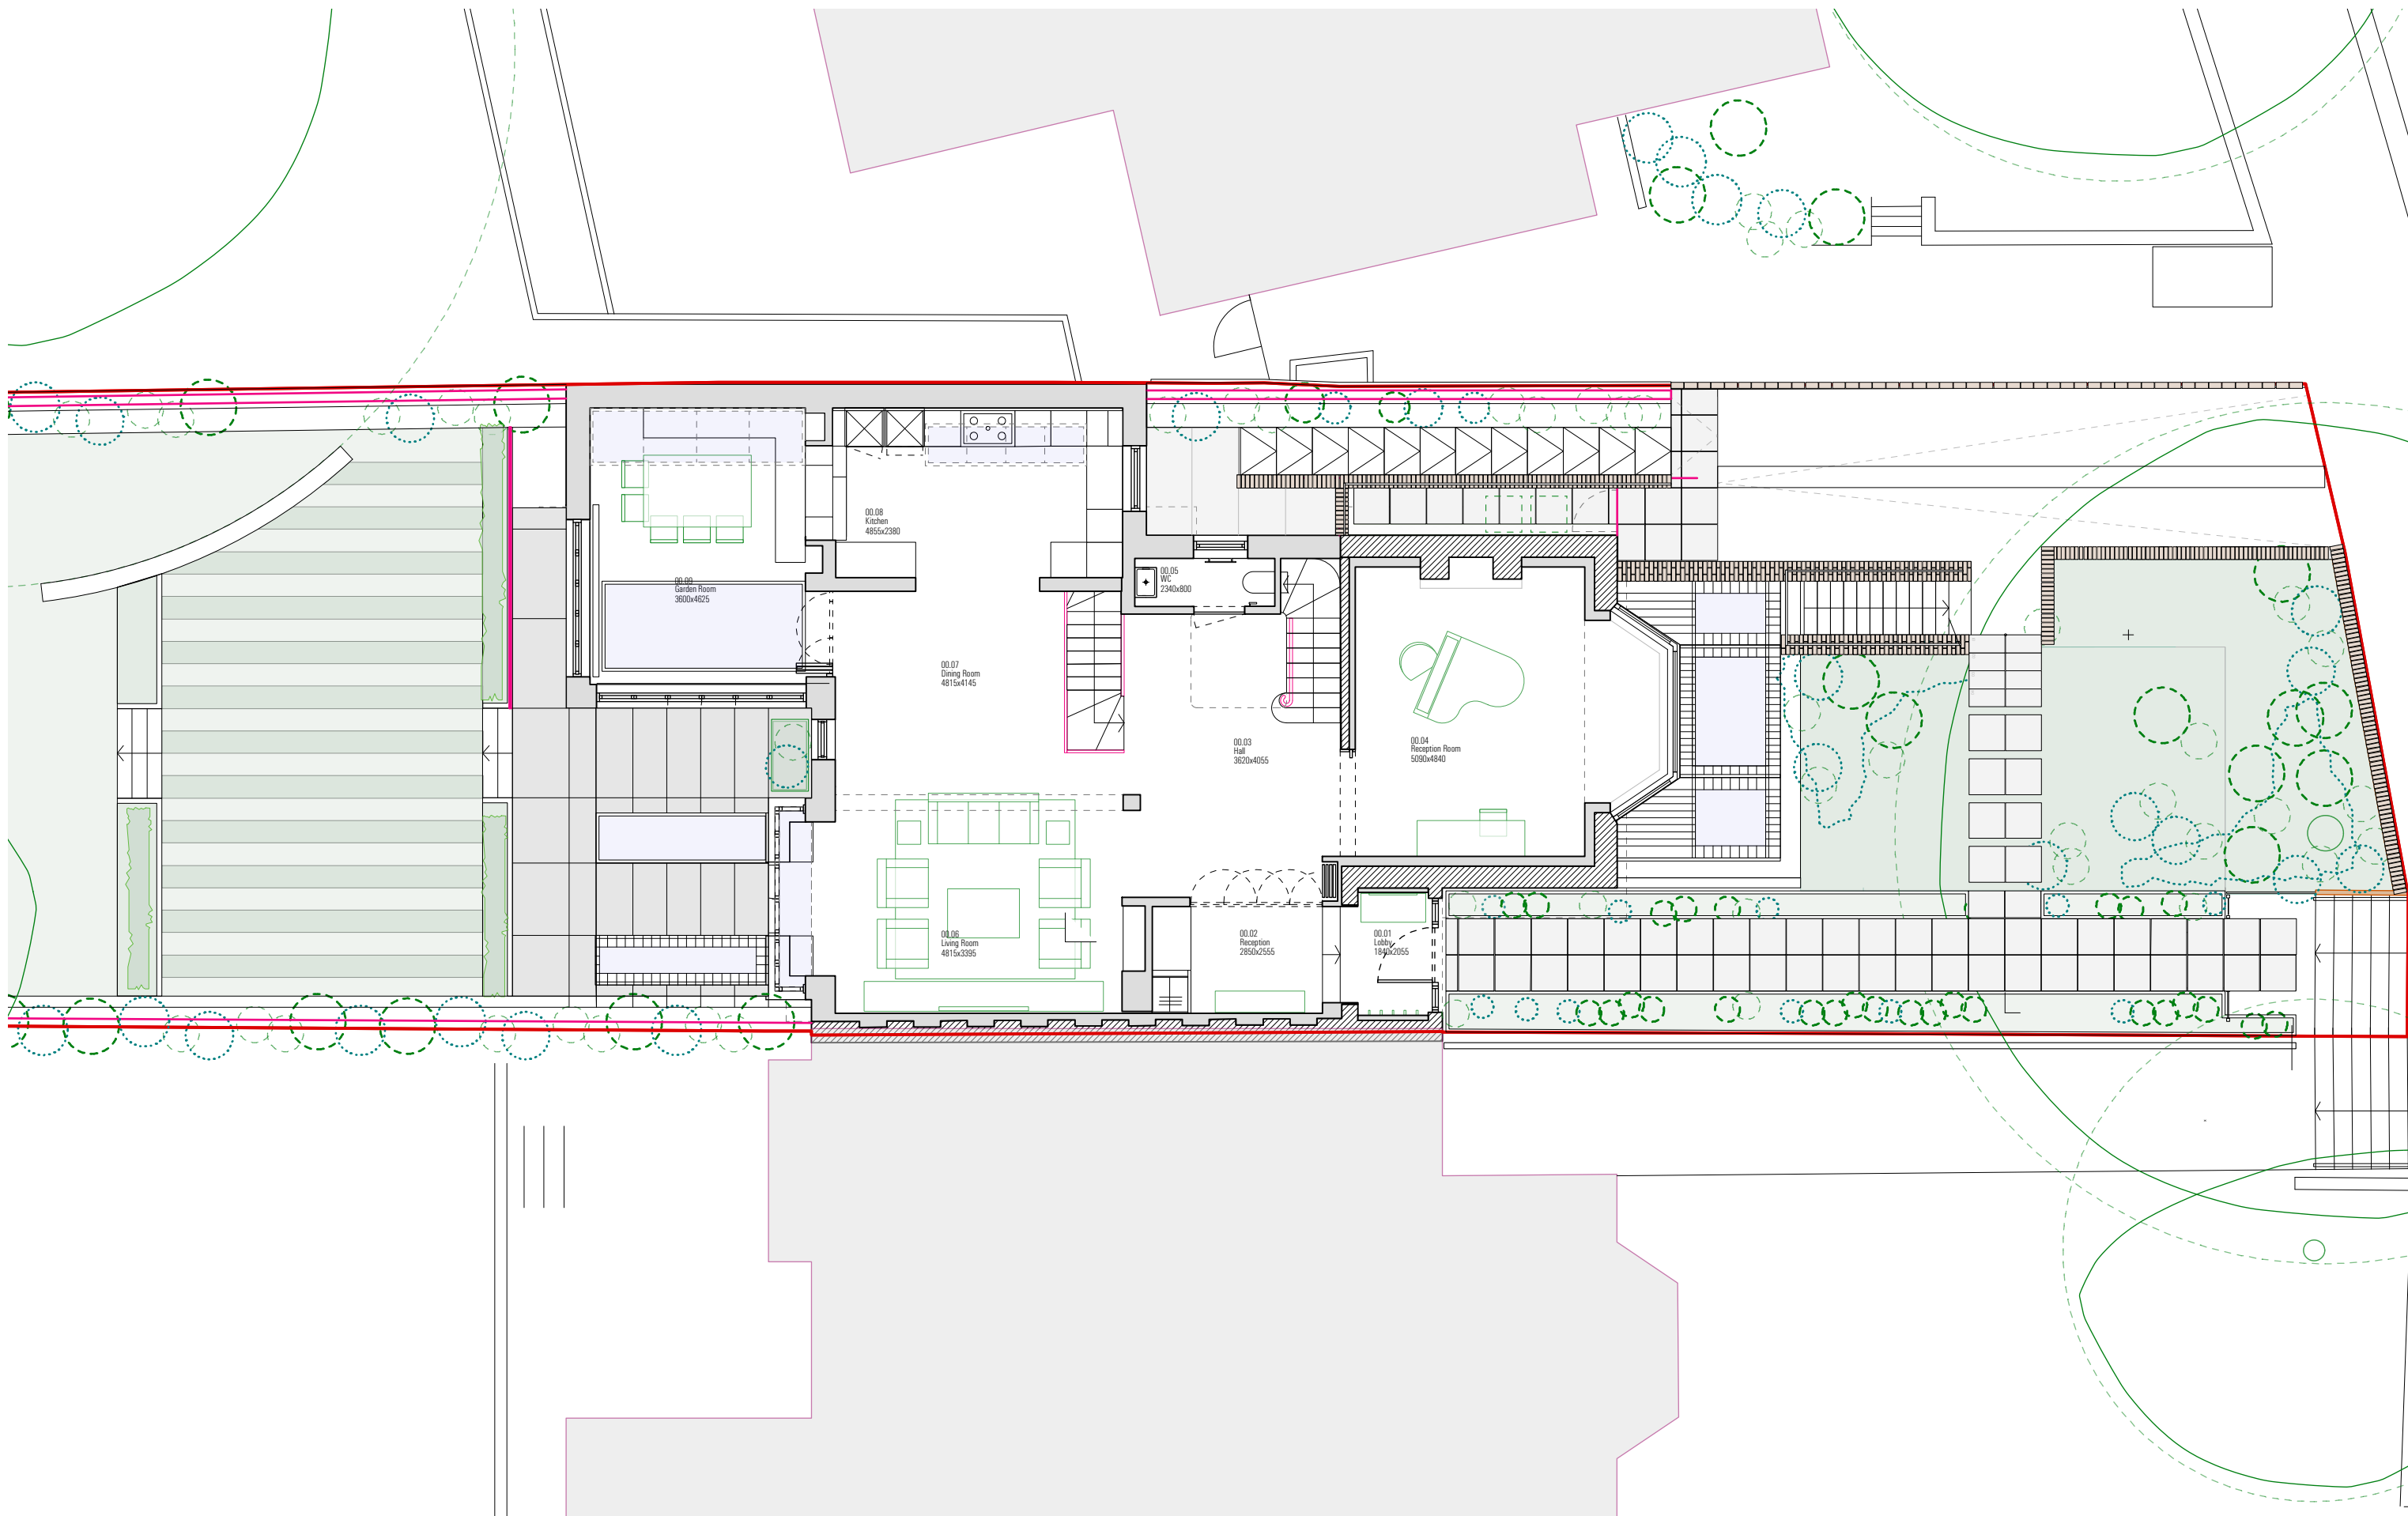 00.08
Kitchen
4855x2380
00.05
WC
2340x800
00.09
Garden Room
3600x4625
00.07
Dining Room
4815x4145
00.03
Hall
3620x4055
00.04
Reception Room
5090x4840
00.06
Living Room
4815x3395
00.02
Reception
2850x2555
00.01
Lobby
1840x2055